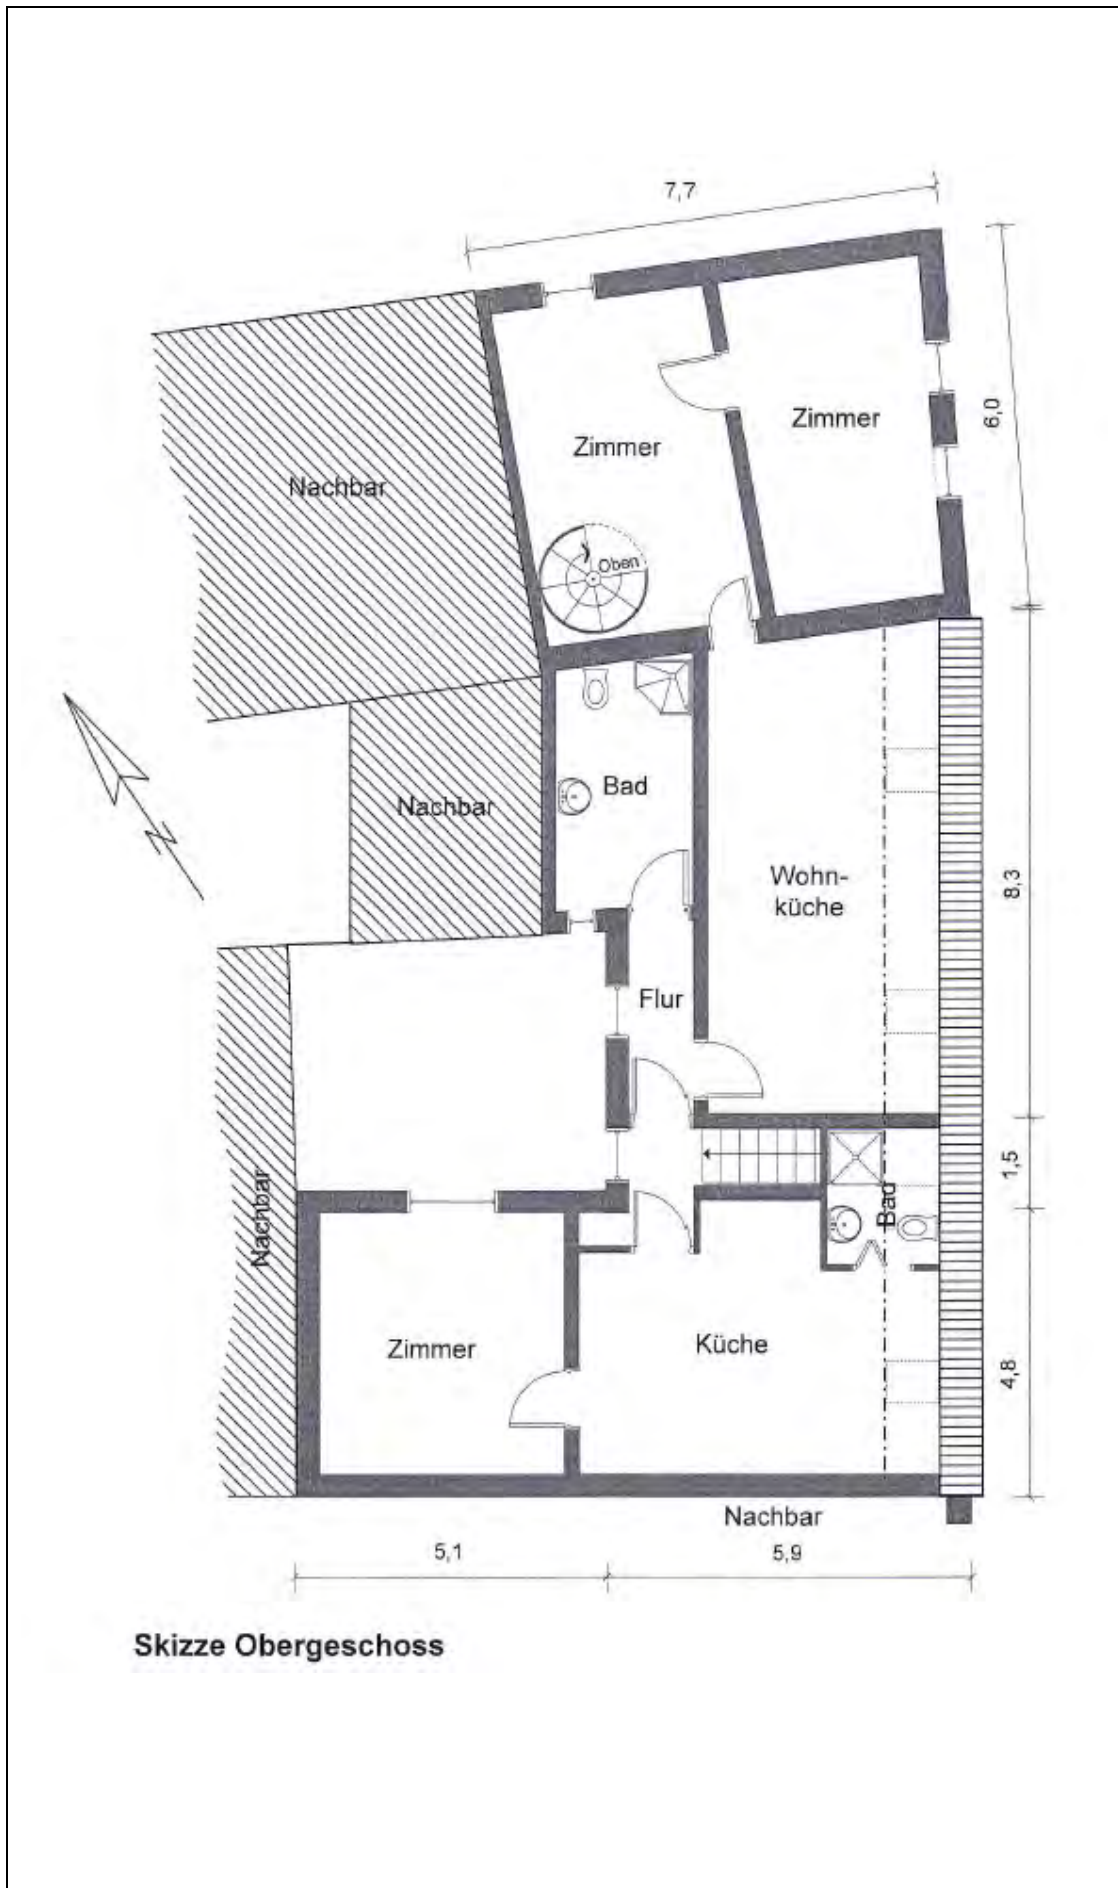 7,7
6,0
Zimmer
Zimmer
Nachbar
Oben
Bad
Nachbar
Wohn-
küche
8,3
Flur
1,5
Nachbar
Bad
Zimmer
Küche
4,8
Nachbar
5,1
5,9
Skizze Obergeschoss